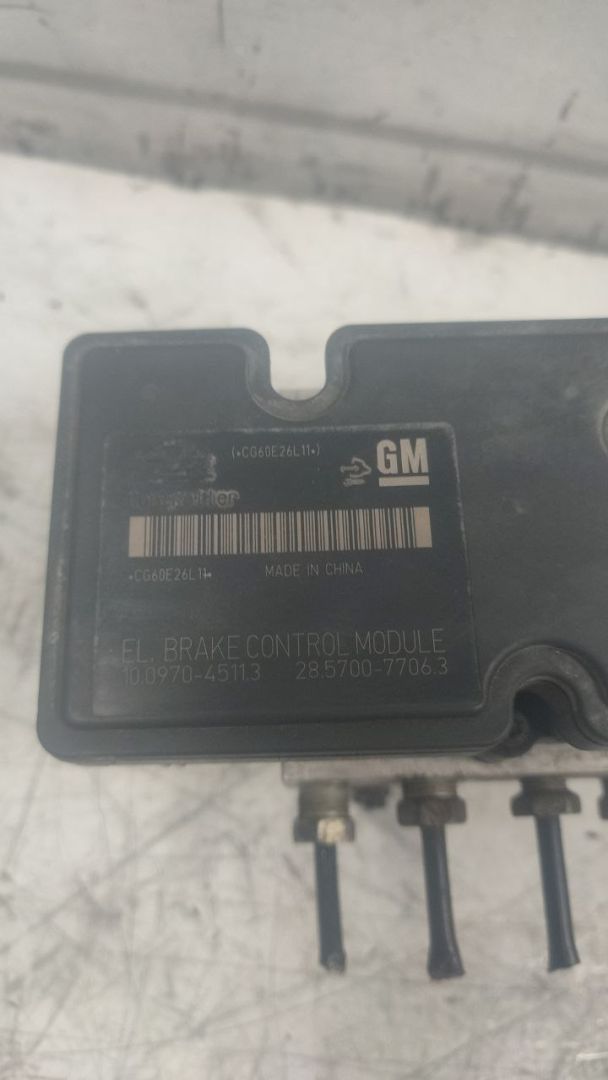 (*CG60E26L11*)
GM
*CG60E26L11*
MADE IN CHINA
EL. BRAKE CONTROL MODULE
10.0970-4511.3 28.5700-7706.3